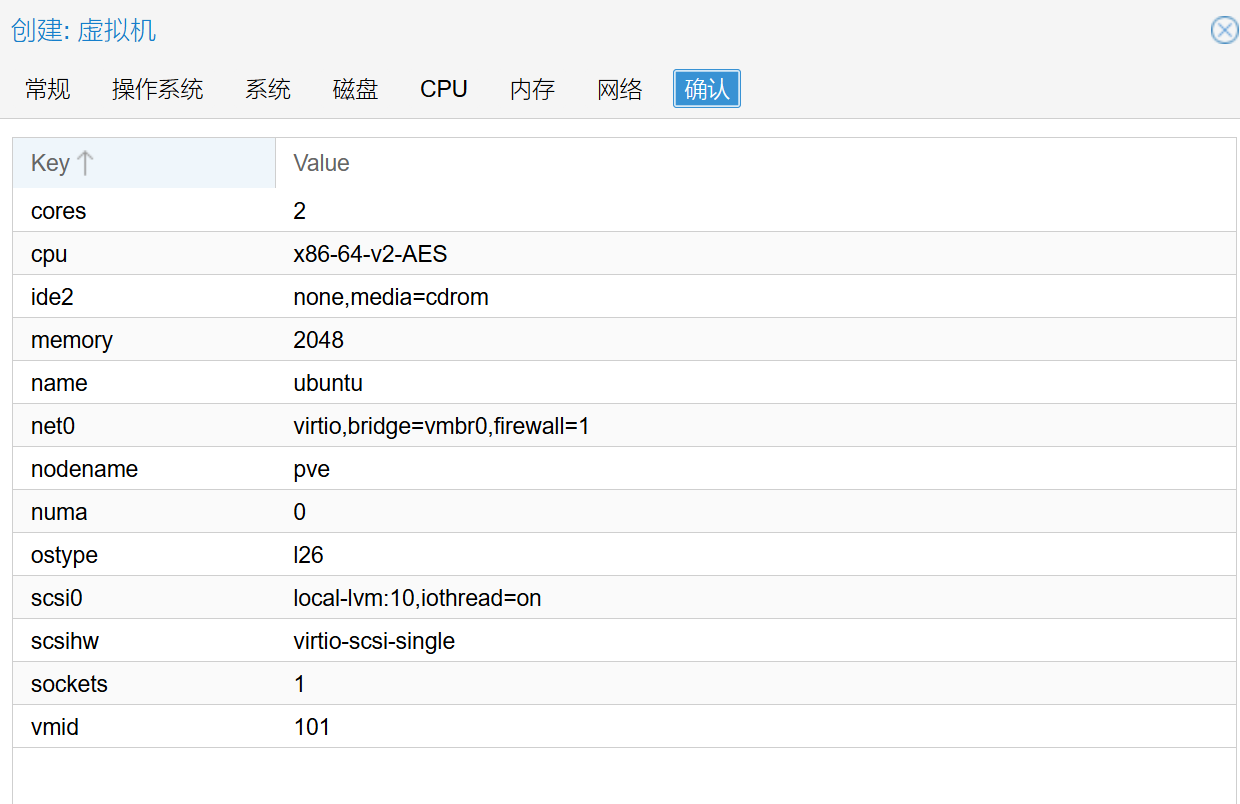 创建: 虚拟机
常规 操作系统 系统 磁盘 CPU 内存 网络 确认
Key Value
cores 2
cpu x86-64-v2-AES
ide2 none,media=cdrom
memory 2048
name ubuntu
net0 virtio,bridge=vmbr0,firewall=1
nodename pve
numa 0
ostype l26
scsi0 local-lvm:10,iothread=on
scsihw virtio-scsi-single
sockets 1
vmid 101